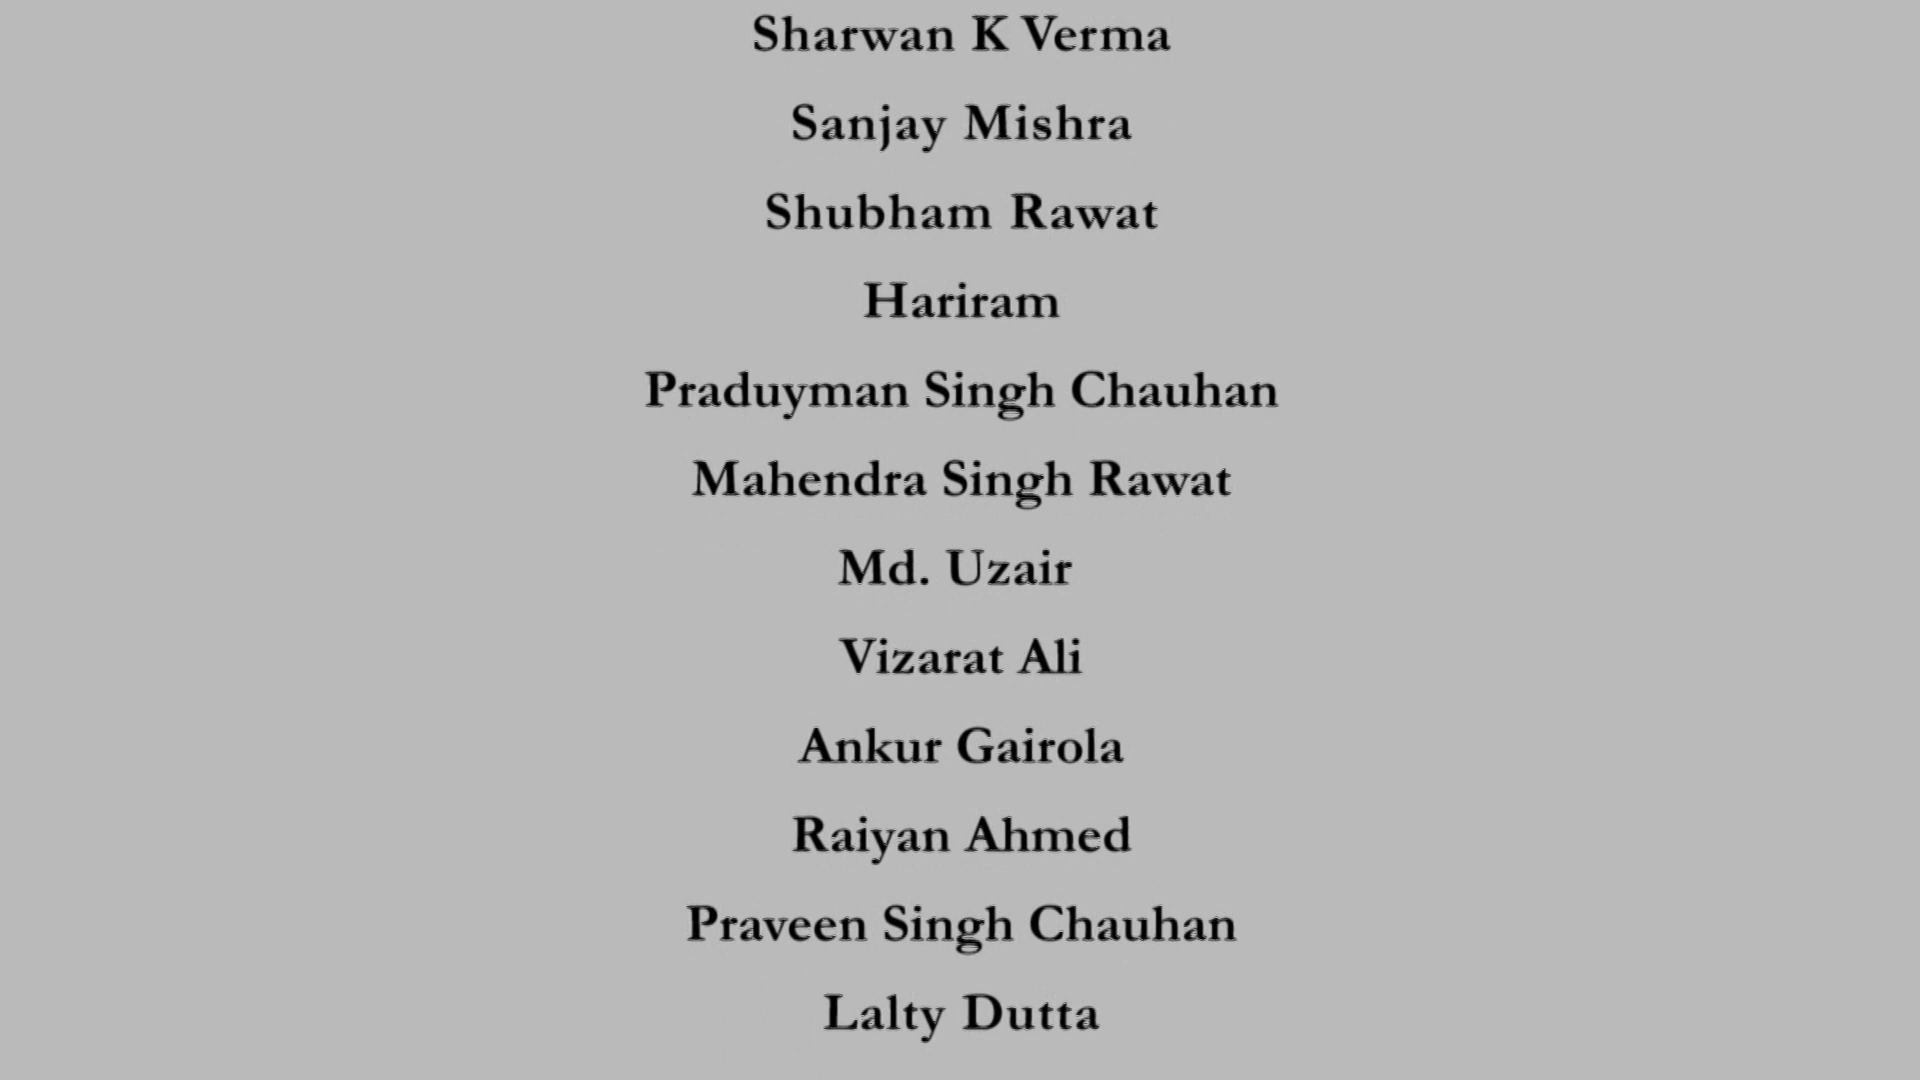 Sharwan K Verma
Sanjay Mishra
Shubham Rawat
Hariram
Praduyman Singh Chauhan
Mahendra Singh Rawat
Md. Uzair
Vizarat Ali
Ankur Gairola
Raiyan Ahmed
Praveen Singh Chauhan
Lalty Dutta